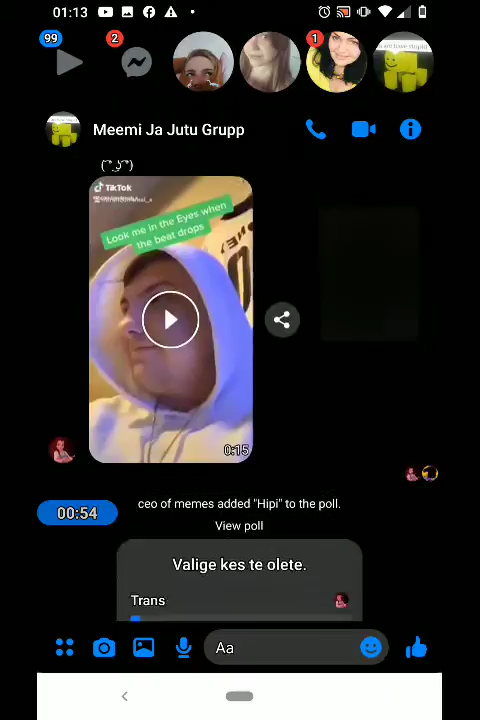 01:13
99
2
1
Meemi Ja Jutu Grupp
( ͡° ͜ʖ ͡°)
TikTok
Look me in the Eyes when
the beat drops
0:15
ceo of memes added "Hipi" to the poll.
00:54
View poll
Valige kes te olete.
Trans
Aa